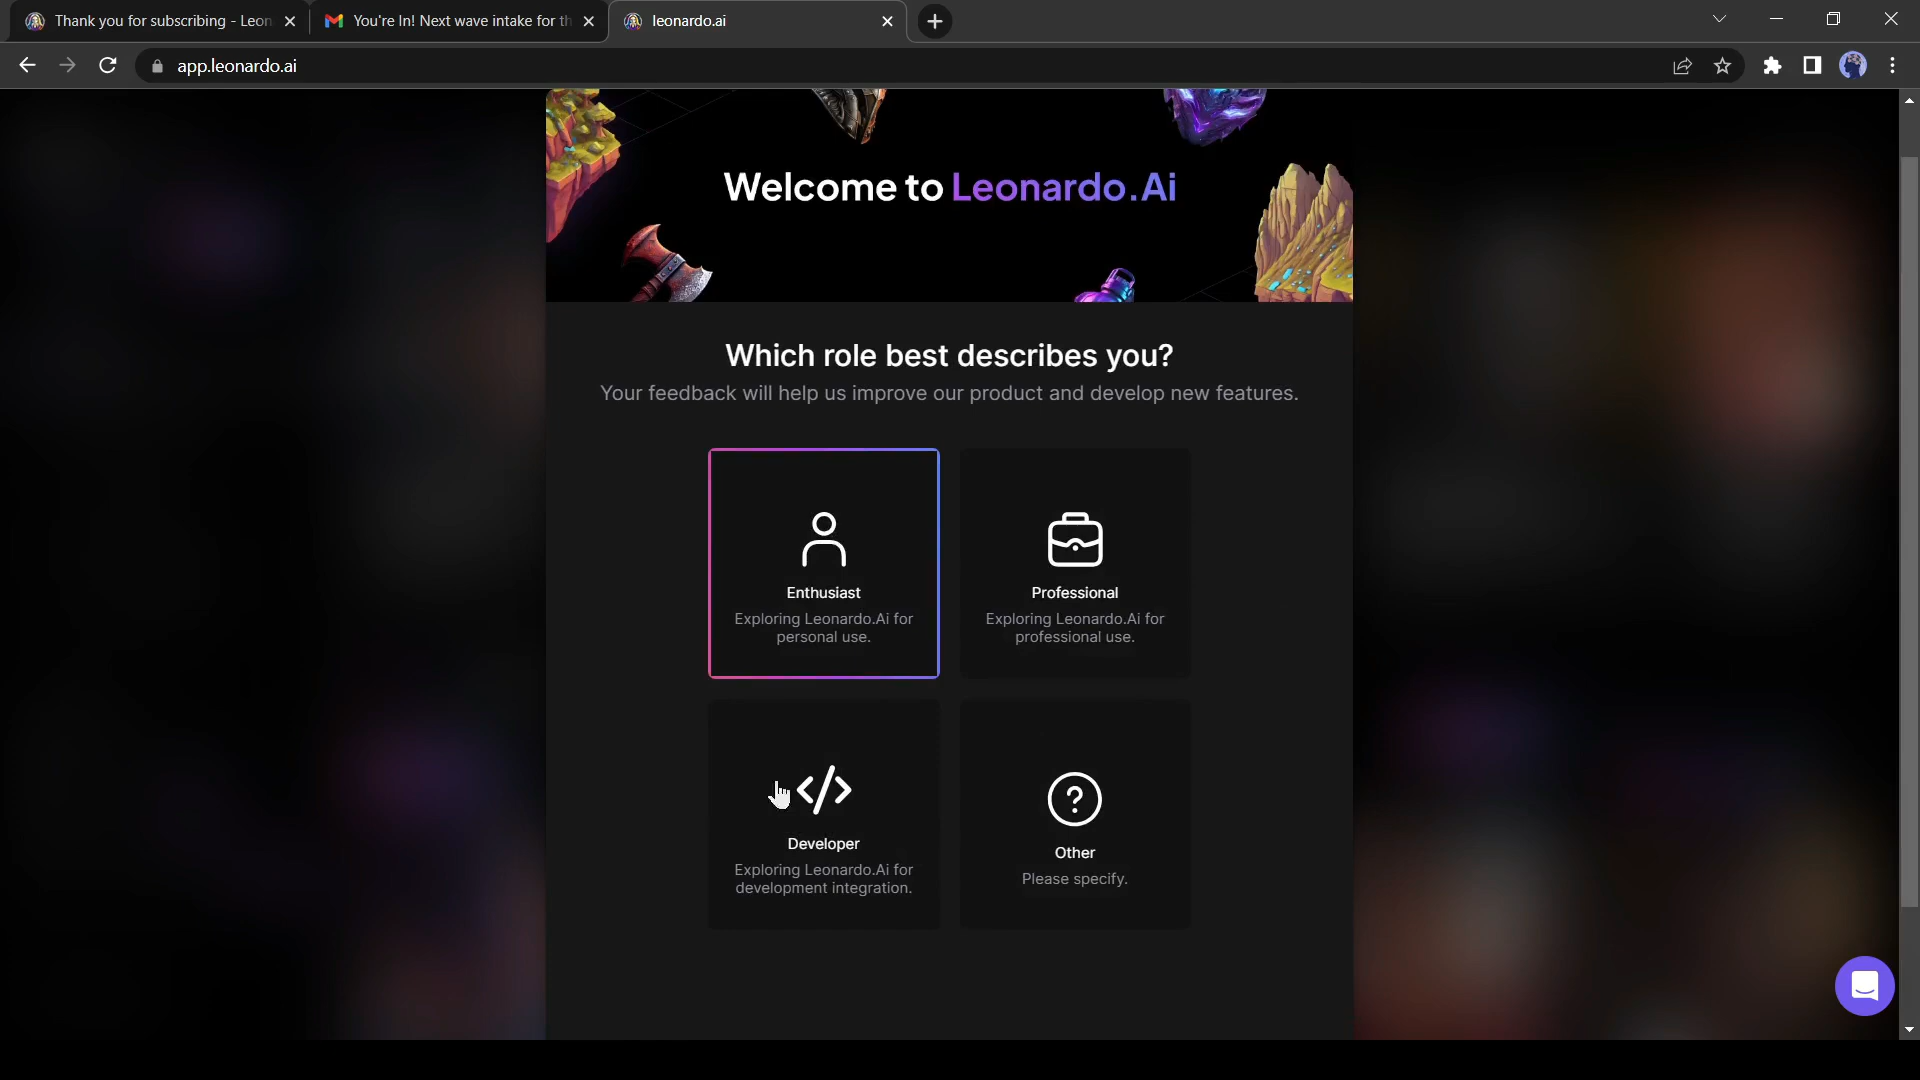 Thank you for subscribing - Leon
You're In! Next wave intake for th
leonardo.ai
app.leonardo.ai
Welcome to Leonardo.Ai
Which role best describes you?
Your feedback will help us improve our product and develop new features.
Enthusiast
Exploring Leonardo.Ai for
personal use.
Professional
Exploring Leonardo.Ai for
professional use.
Developer
Exploring Leonardo.Ai for
development integration.
Other
Please specify.